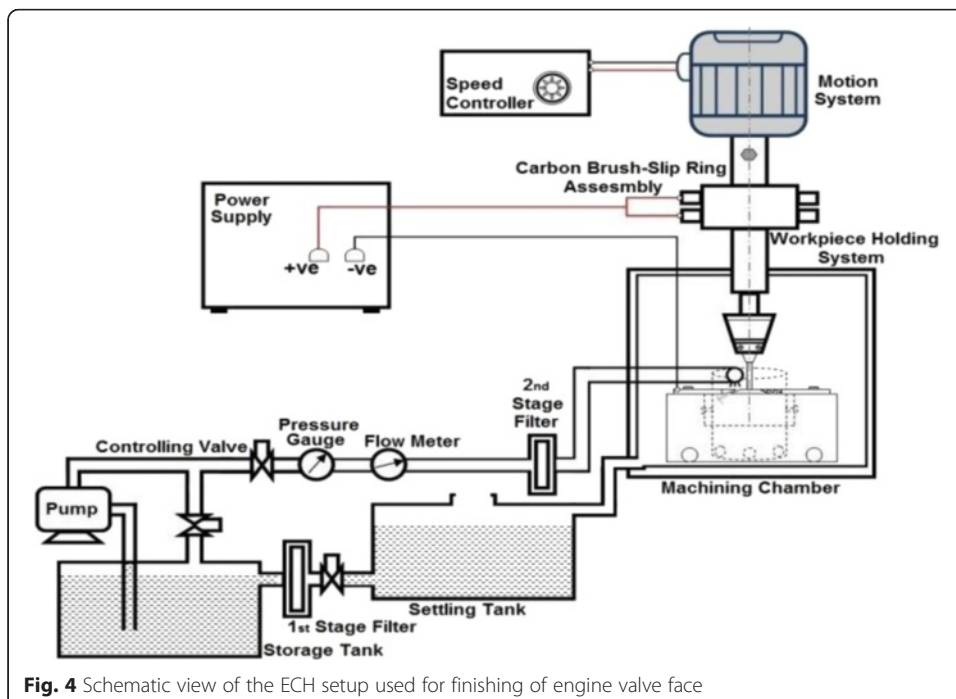 Speed
Controller
Motion
System
Carbon Brush-Slip Ring
Assesmbly
Power
Supply
+ve
-ve
Workpiece Holding
System
2nd
Stage
Filter
Pressure
Gauge
Flow Meter
Controlling Valve
Machining Chamber
Pump
Settling Tank
1st Stage Filter
Storage Tank
Fig. 4 Schematic view of the ECH setup used for finishing of engine valve face